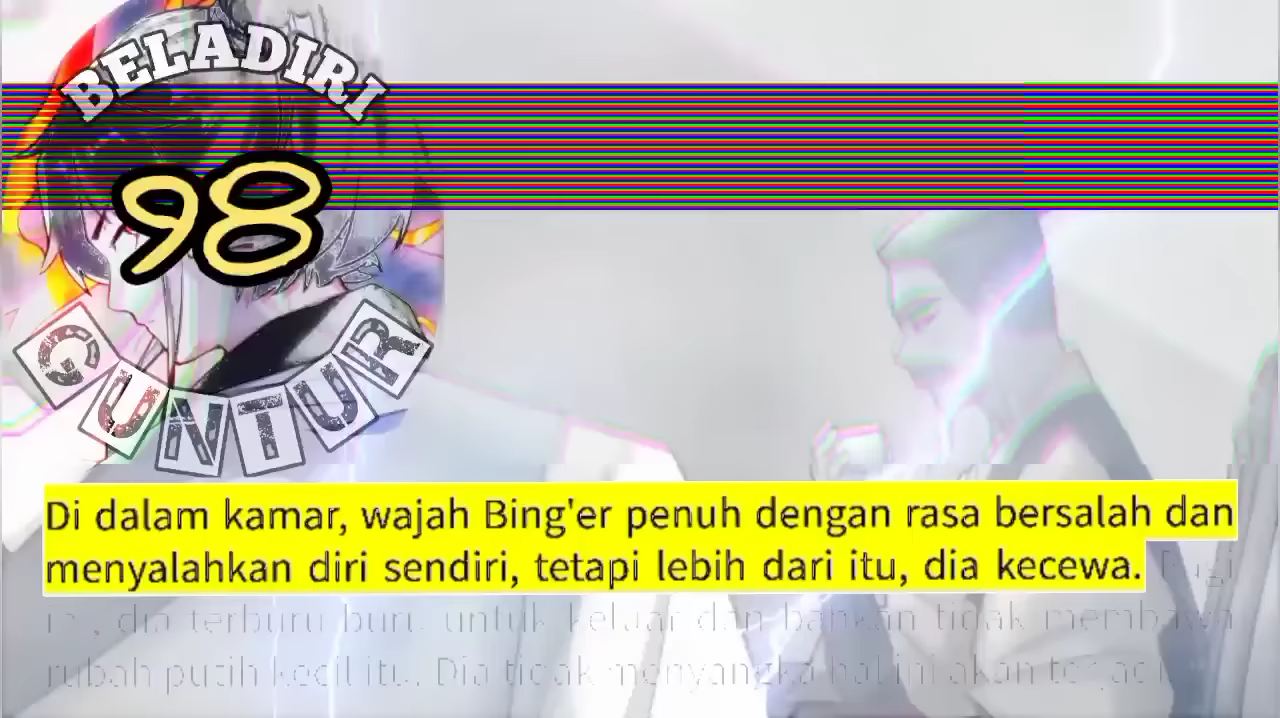 BELADIRI
98
GUNTUR
Di dalam kamar, wajah Bing'er penuh dengan rasa bersalah dan
menyalahkan diri sendiri, tetapi lebih dari itu, dia kecewa.
dia terburu buru untuk keluar dan bahkan tidak membawa
rubah putih kecil itu. Dia tidak menyangka hal ini akan terjadi